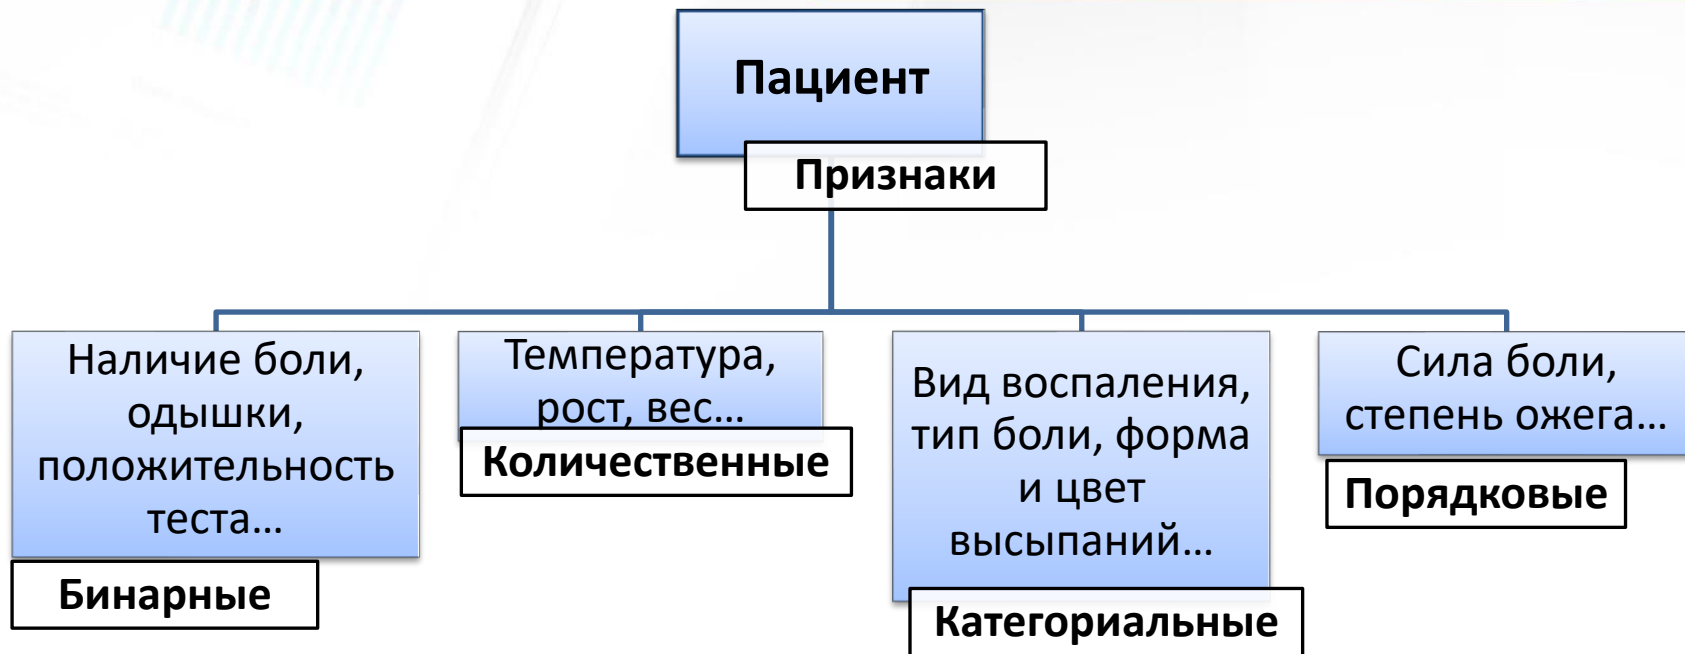 Пациент
Признаки
Наличие боли,
одышки,
положительность
теста...
Бинарные
Температура,
рост, вес...
Количественные
Вид воспаления,
тип боли, форма
и цвет
высыпаний...
Категориальные
Сила боли,
степень ожега...
Порядковые